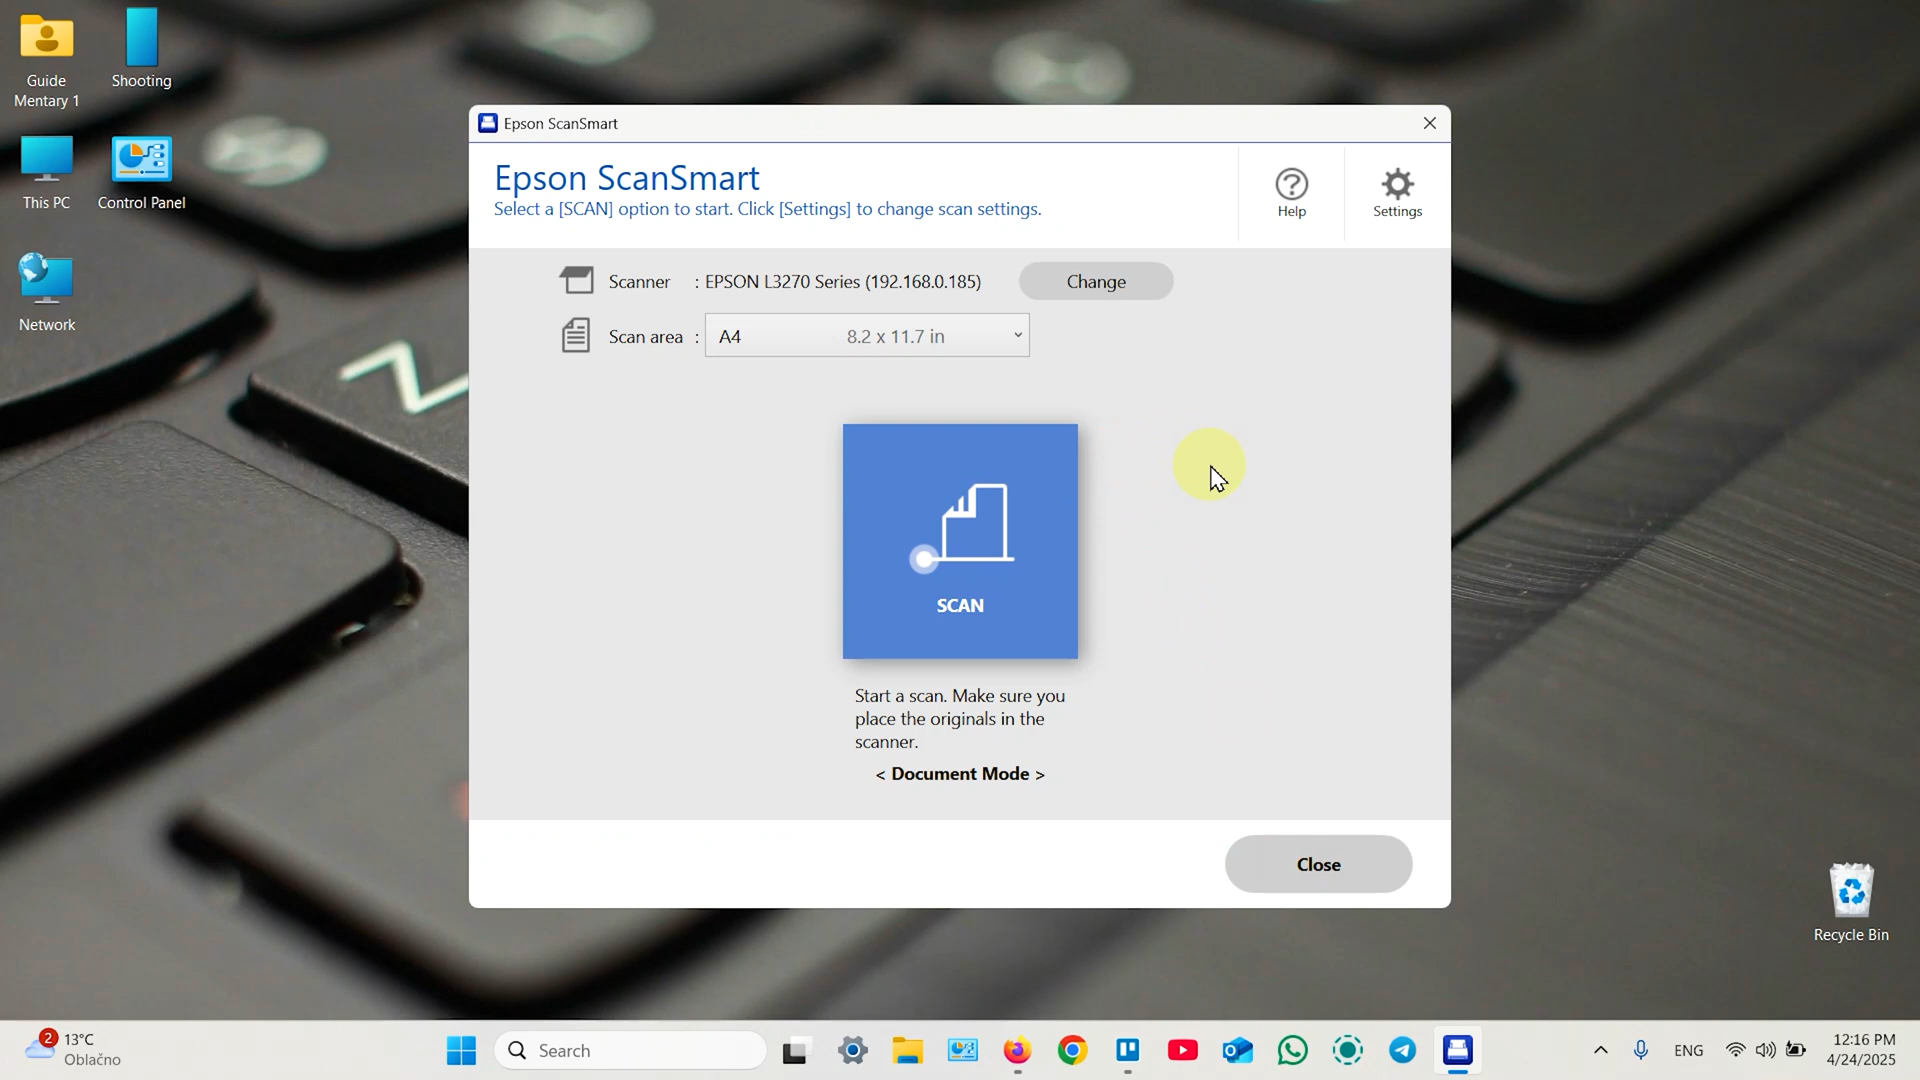 Guide
Mentary 1
Shooting
This PC
Control Panel
Network
Epson ScanSmart
Epson ScanSmart
Select a [SCAN] option to start. Click [Settings] to change scan settings.
Help
Settings
Scanner : EPSON L3270 Series (192.168.0.185)
Change
Scan area : A4 8.2 x 11.7 in
SCAN
Start a scan. Make sure you
place the originals in the
scanner.
< Document Mode >
Close
Recycle Bin
2
13°C
Oblačno
Search
ENG
12:16 PM
4/24/2025